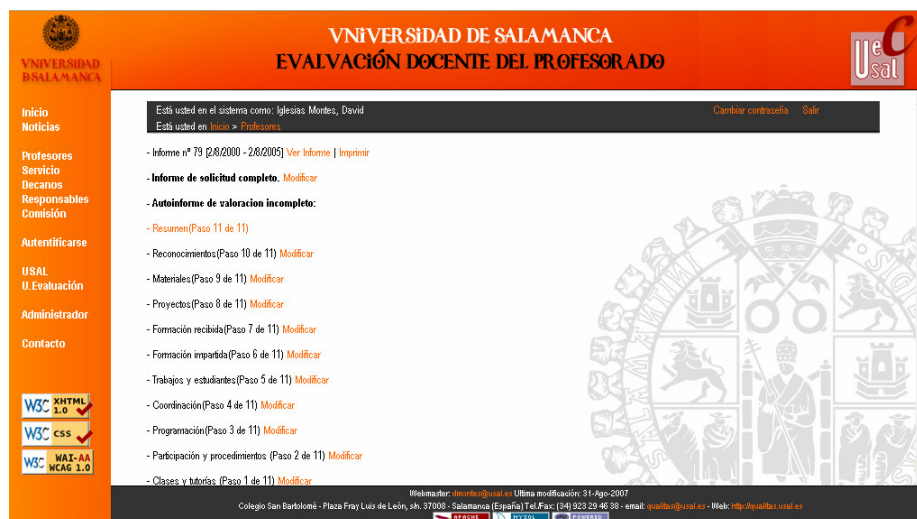 VNiVERSiDAD DE SALAMANCA
EVALVACiÓN DOCENTE DEL PROFESORADO
VNIVERSIDAD
D SALAMANCA
UeC
Usal
Inicio
Noticias
Profesores
Servicio
Decanos
Responsables
Comisión
Autentificarse
USAL
U.Evaluación
Administrador
Contacto
W3C XHTML 1.0
W3C CSS
W3C WAI-AA WCAG 1.0
Está usted en el sistema como: Iglesias Montes, David
Cambiar contraseña Salir
Está usted en Inicio > Profesores
- Informe nº 79 [2/8/2000 - 2/8/2005] Ver Informe | Imprimir
- Informe de solicitud completo. Modificar
- Autoinforme de valoracion incompleto:
- Resumen(Paso 11 de 11)
- Reconocimientos(Paso 10 de 11) Modificar
- Materiales(Paso 9 de 11) Modificar
- Proyectos(Paso 8 de 11) Modificar
- Formación recibida(Paso 7 de 11) Modificar
- Formación impartida(Paso 6 de 11) Modificar
- Trabajos y estudiantes(Paso 5 de 11) Modificar
- Coordinación(Paso 4 de 11) Modificar
- Programación(Paso 3 de 11) Modificar
- Participación y procedimientos (Paso 2 de 11) Modificar
- Clases y tutorías (Paso 1 de 11) Modificar
Webmaster: dmontes@usal.es Ultima modificación: 31-Ago-2007
Colegio San Bartolomé - Plaza Fray Luis de León, s/n. 37008 - Salamanca (España) Tel./Fax: (34) 923 29 46 38 - email: qualitas@usal.es - Web: http://qualitas.usal.es
APACHE MYSQL POWERED